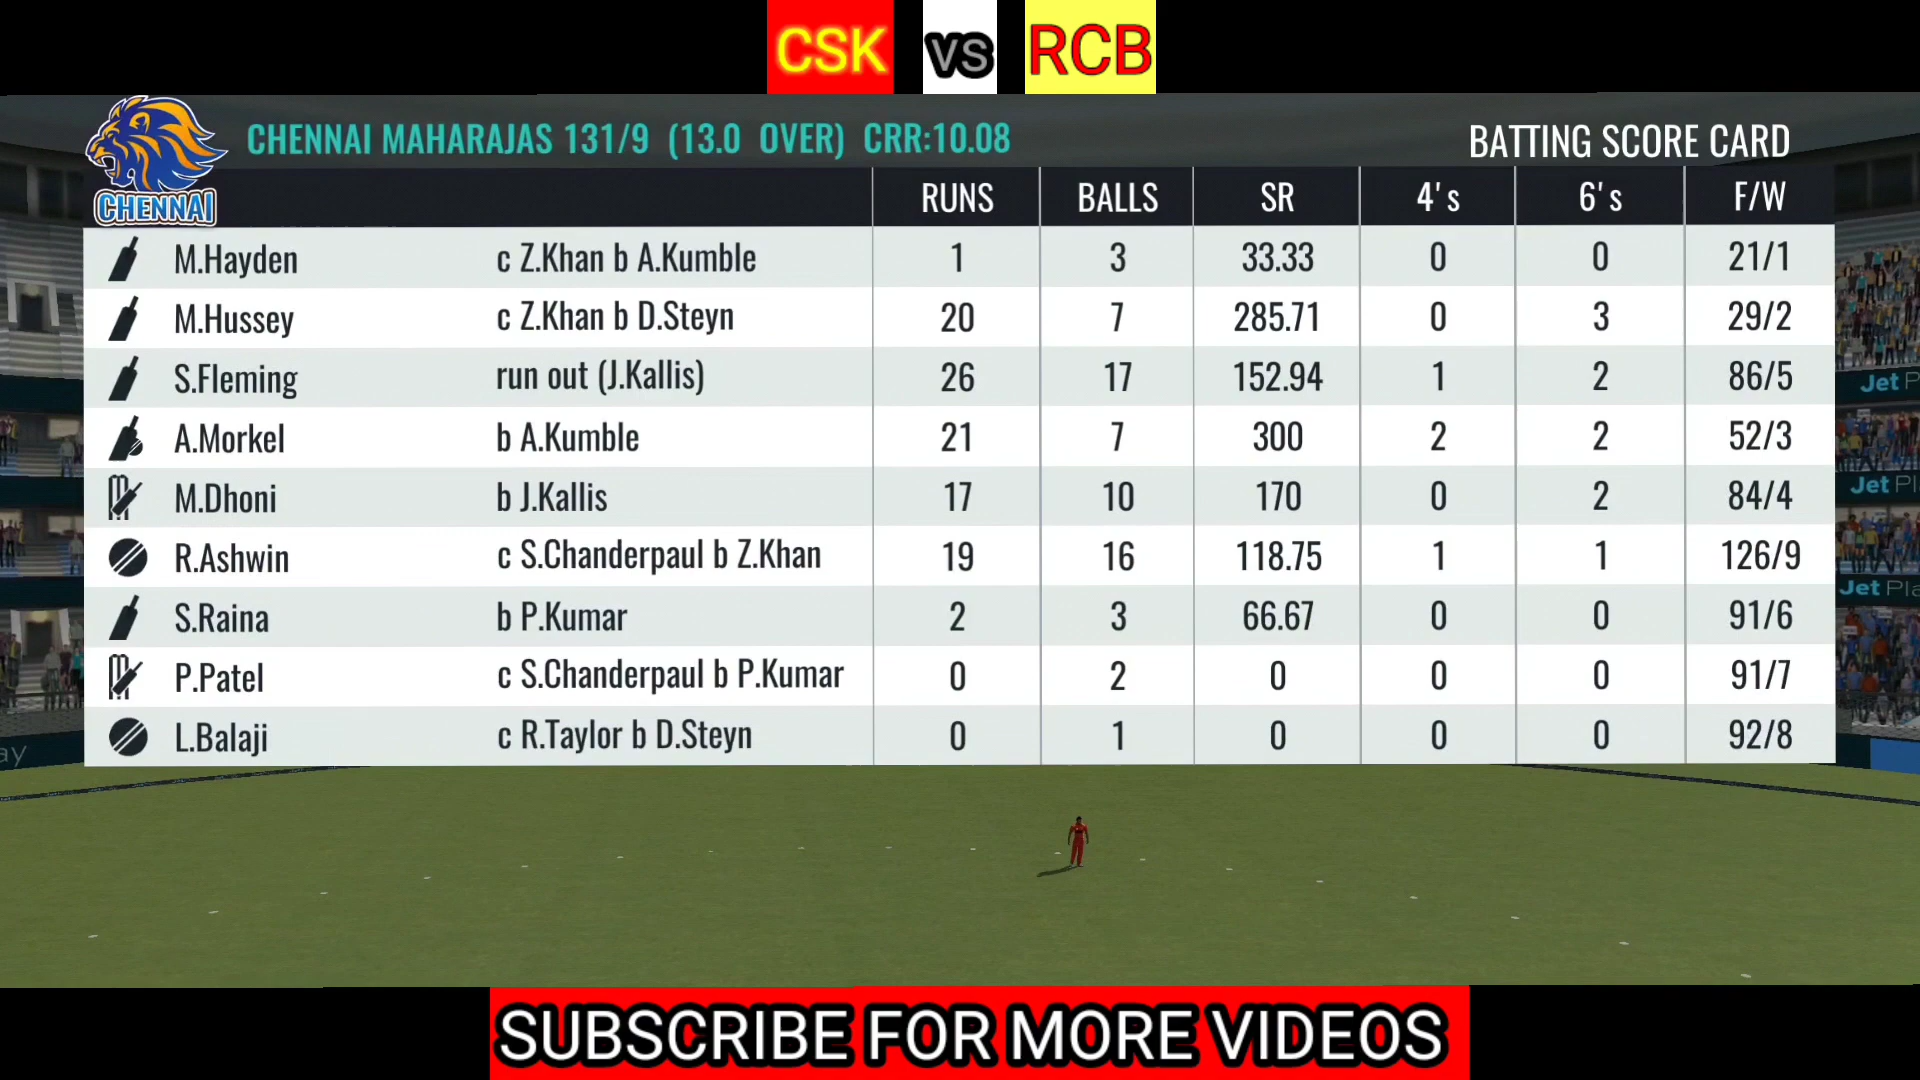 CSK VS RCB
CHENNAI
CHENNAI MAHARAJAS 131/9 (13.0 OVER) CRR:10.08 BATTING SCORE CARD
RUNS BALLS SR 4's 6's F/W
M.Hayden c Z.Khan b A.Kumble 1 3 33.33 0 0 21/1
M.Hussey c Z.Khan b D.Steyn 20 7 285.71 0 3 29/2
S.Fleming run out (J.Kallis) 26 17 152.94 1 2 86/5
A.Morkel b A.Kumble 21 7 300 2 2 52/3
M.Dhoni b J.Kallis 17 10 170 0 2 84/4
R.Ashwin c S.Chanderpaul b Z.Khan 19 16 118.75 1 1 126/9
S.Raina b P.Kumar 2 3 66.67 0 0 91/6
P.Patel c S.Chanderpaul b P.Kumar 0 2 0 0 0 91/7
L.Balaji c R.Taylor b D.Steyn 0 1 0 0 0 92/8
Jet P
Jet Pl
Jet Pla
ay
SUBSCRIBE FOR MORE VIDEOS